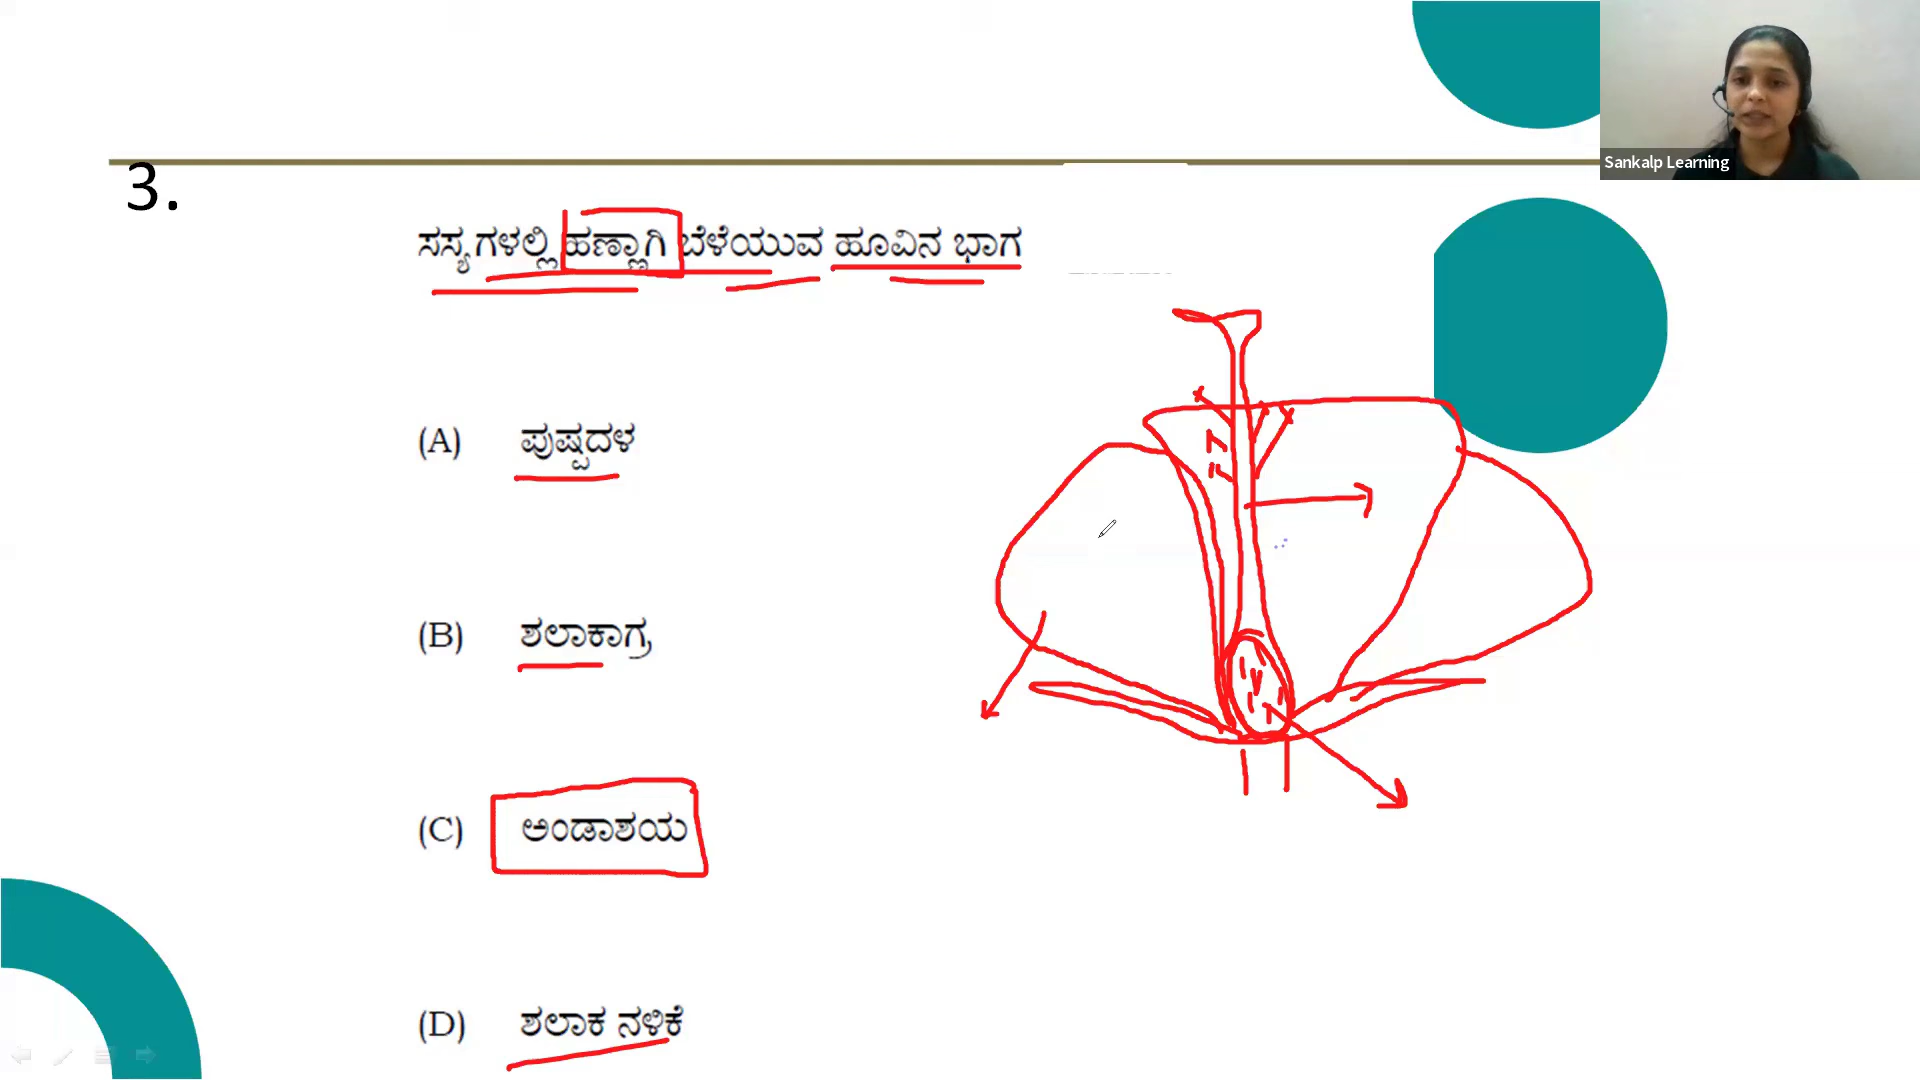 Sankalp Learning
3.
ಸಸ್ಯಗಳಲ್ಲಿ ಹಣ್ಣಾಗಿ ಬೆಳೆಯುವ ಹೂವಿನ ಭಾಗ
(A) ಪುಷ್ಪದಳ
(B) ಶಲಾಕಾಗ್ರ
(C) ಅಂಡಾಶಯ
(D) ಶಲಾಕ ನಳಿಕೆ